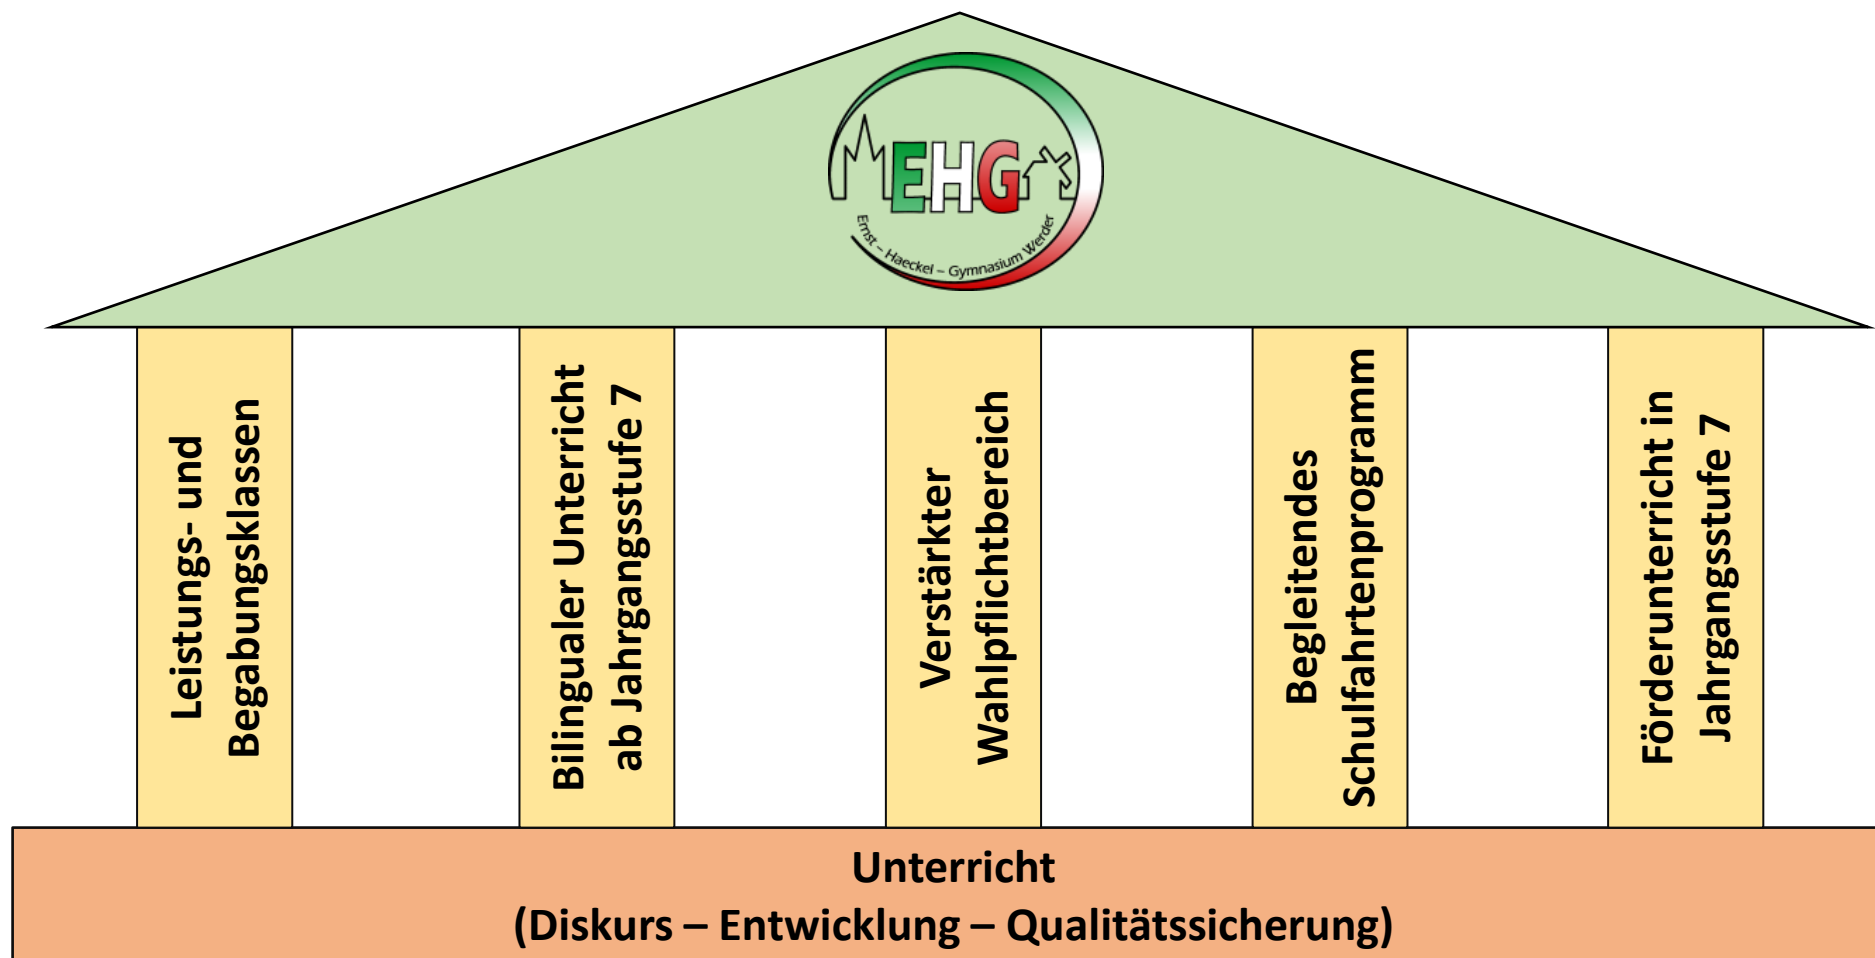 EHG
Ernst – Haeckel – Gymnasium Werder
Leistungs- und
Begabungsklassen
Bilingualer Unterricht
ab Jahrgangsstufe 7
Verstärkter
Wahlpflichtbereich
Begleitendes
Schulfahrtenprogramm
Förderunterricht in
Jahrgangsstufe 7
Unterricht
(Diskurs – Entwicklung – Qualitätssicherung)